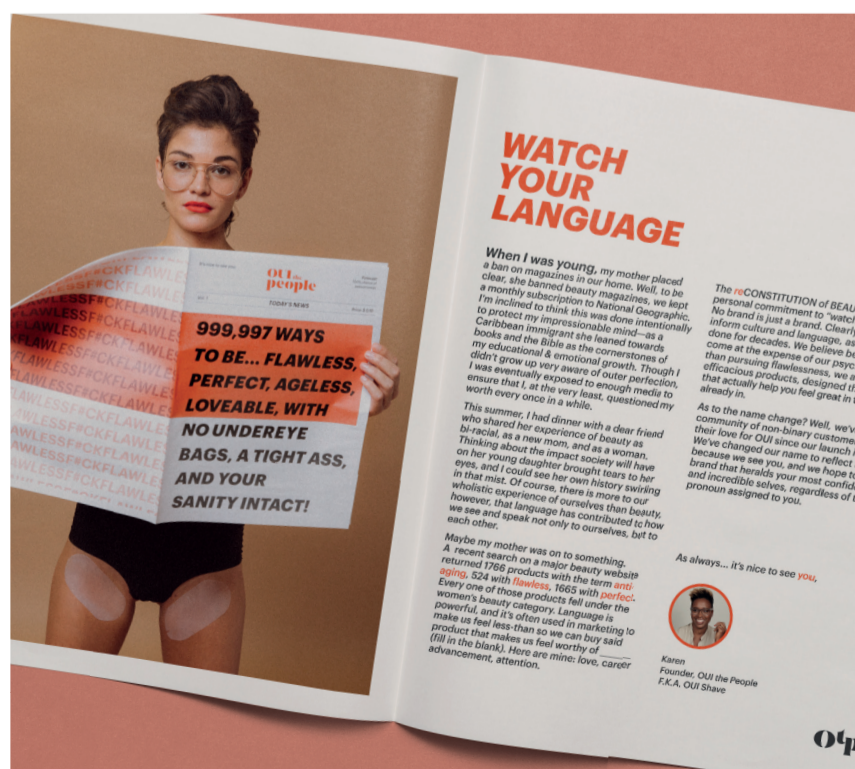 OUI the
people
TODAY'S NEWS
999,997 WAYS
TO BE... FLAWLESS,
PERFECT, AGELESS,
LOVEABLE, WITH
NO UNDEREYE
BAGS, A TIGHT ASS,
AND YOUR
SANITY INTACT!
FLAWLESSF#CKFLAWLES
WATCH
YOUR
LANGUAGE
When I was young, my mother placed
a ban on magazines in our home. Well, to be
clear, she banned beauty magazines, we kept
a monthly subscription to National Geographic.
I'm inclined to think this was done intentionally
to protect my impressionable mind—as a
Caribbean immigrant she leaned towards
books and the Bible as the cornerstones of
my educational & emotional growth. Though I
didn't grow up very aware of outer perfection,
I was eventually exposed to enough media to
ensure that I, at the very least, questioned my
worth every once in a while.
This summer, I had dinner with a dear friend
who shared her experience of beauty as
bi-racial, as a new mom, and as a woman.
Thinking about the impact society will have
on her young daughter brought tears to her
eyes, and I could see her own history swirling
in that mist. Of course, there is more to our
wholistic experience of ourselves than beauty,
however, that language has contributed to how
we see and speak not only to ourselves, but to
each other.
Maybe my mother was on to something.
A recent search on a major beauty website
returned 1766 products with the term anti-
aging, 524 with flawless, 1665 with perfect.
Every one of those products fell under the
women's beauty category. Language is
powerful, and it's often used in marketing to
make us feel less-than so we can buy said
product that makes us feel worthy of ____
(fill in the blank). Here are mine: love, career
advancement, attention.
The reCONSTITUTION of BEAU
personal commitment to "watch
No brand is just a brand. Clearly
inform culture and language, as
done for decades. We believe be
come at the expense of our psyc
than pursuing flawlessness, we a
efficacious products, designed th
that actually help you feel great in
already in.
As to the name change? Well, we'v
community of non-binary custome
their love for OUI since our launch
We've changed our name to reflect
because we see you, and we hope to
brand that heralds your most confid
and incredible selves, regardless of t
pronoun assigned to you.
As always... it's nice to see you,
Karen
Founder, OUI the People
F.K.A. OUI Shave